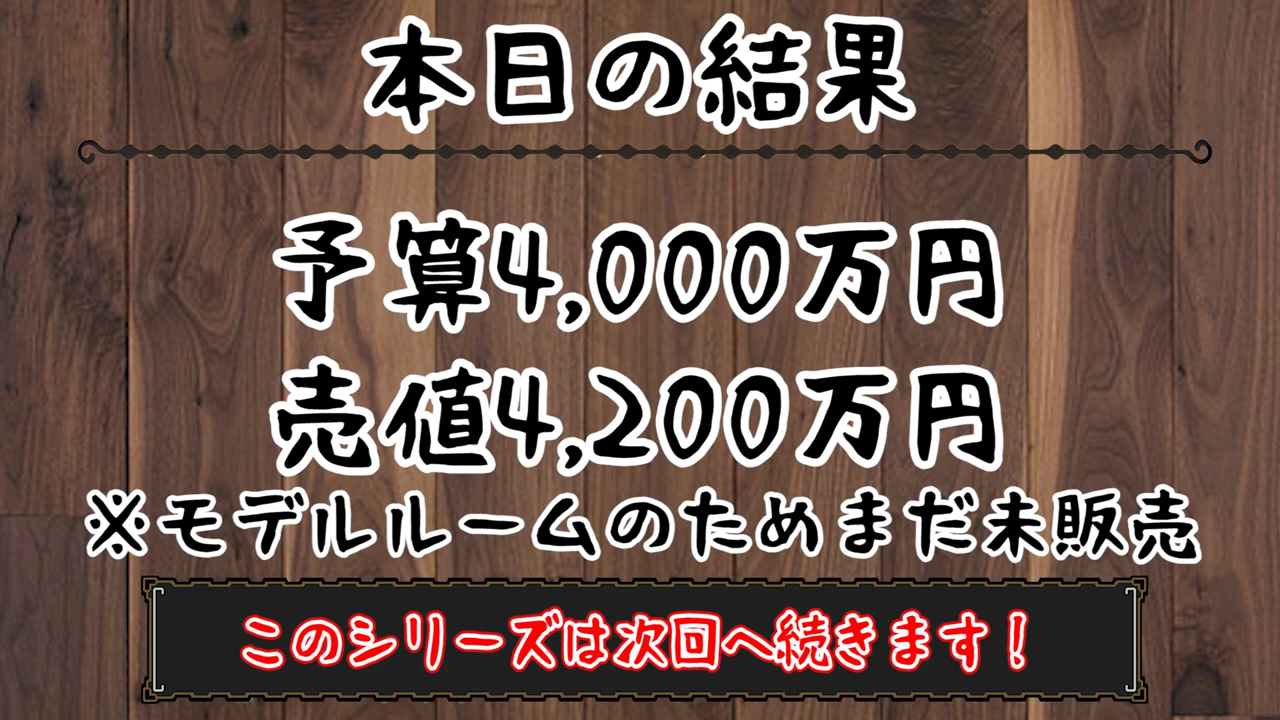 本日の結果
予算4,000万円
売値4,200万円
※モデルルームのためまだ未販売
このシリーズは次回へ続きます！